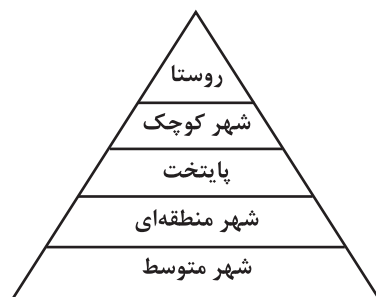 روستا
شهر کوچک
پایتخت
شهر منطقه‌ای
شهر متوسط